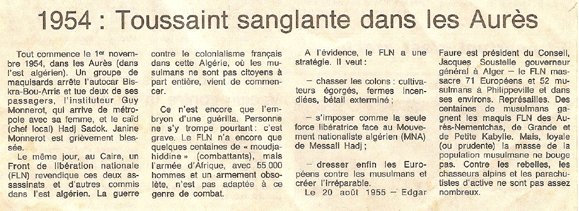 1954 : Toussaint sanglante dans les Aurès
Tout commence le 1er novem-
bre 1954, dans les Aurès (dans
l'est algérien). Un groupe de
maquisards arrête l'autocar Bis-
kra-Bou-Arris et tue deux de ses
passagers, l'instituteur Guy
Monnerot, qui arrive de métro-
pole avec sa femme, et le caïd
(chef local) Hadj Sadok. Janine
Monnerot est grièvement bles-
sée.
Le même jour, au Caire, un
Front de libération nationale
(FLN) revendique ces deux as-
sassinats et d'autres commis
dans l'est algérien. La guerre
contre le colonialisme français
dans cette Algérie, où les mu-
sulmans ne sont pas citoyens à
part entière, vient de commen-
cer.
Ce n'est encore que l'em-
bryon d'une guérilla. Personne
ne s'y trompe pourtant : c'est
grave. Le FLN n'a encore que
quelques centaines de « moudja-
hiddine » (combattants), mais
l'armée d'Afrique, avec 55 000
hommes et un armement obso-
lète, n'est pas adaptée à ce
genre de combat.
A l'évidence, le FLN a une
stratégie. Il veut :
– chasser les colons : cultiva-
teurs égorgés, fermes incen-
diées, bétail exterminé ;
– s'imposer comme la seule
force libératrice face au Mouve-
ment nationaliste algérien (MNA)
de Messali Hadj ;
– dresser enfin les Euro-
péens contre les musulmans et
créer l'irréparable.
Le 20 août 1955 – Edgar
Faure est président du Conseil,
Jacques Soustelle gouverneur
général à Alger – le FLN mas-
sacre 71 Européens et 52 mu-
sulmans à Philippeville et dans
ses environs. Représailles. Des
centaines de musulmans ga-
gnent les maquis FLN des Au-
rès-Nementchas, de Grande et
de Petite Kabylie. Mais, loyale
(ou prudente) la masse de la
population musulmane ne bouge
pas. Contre les rebelles, les
chasseurs alpins et les parachu-
tistes d'active ne sont pas assez
nombreux.